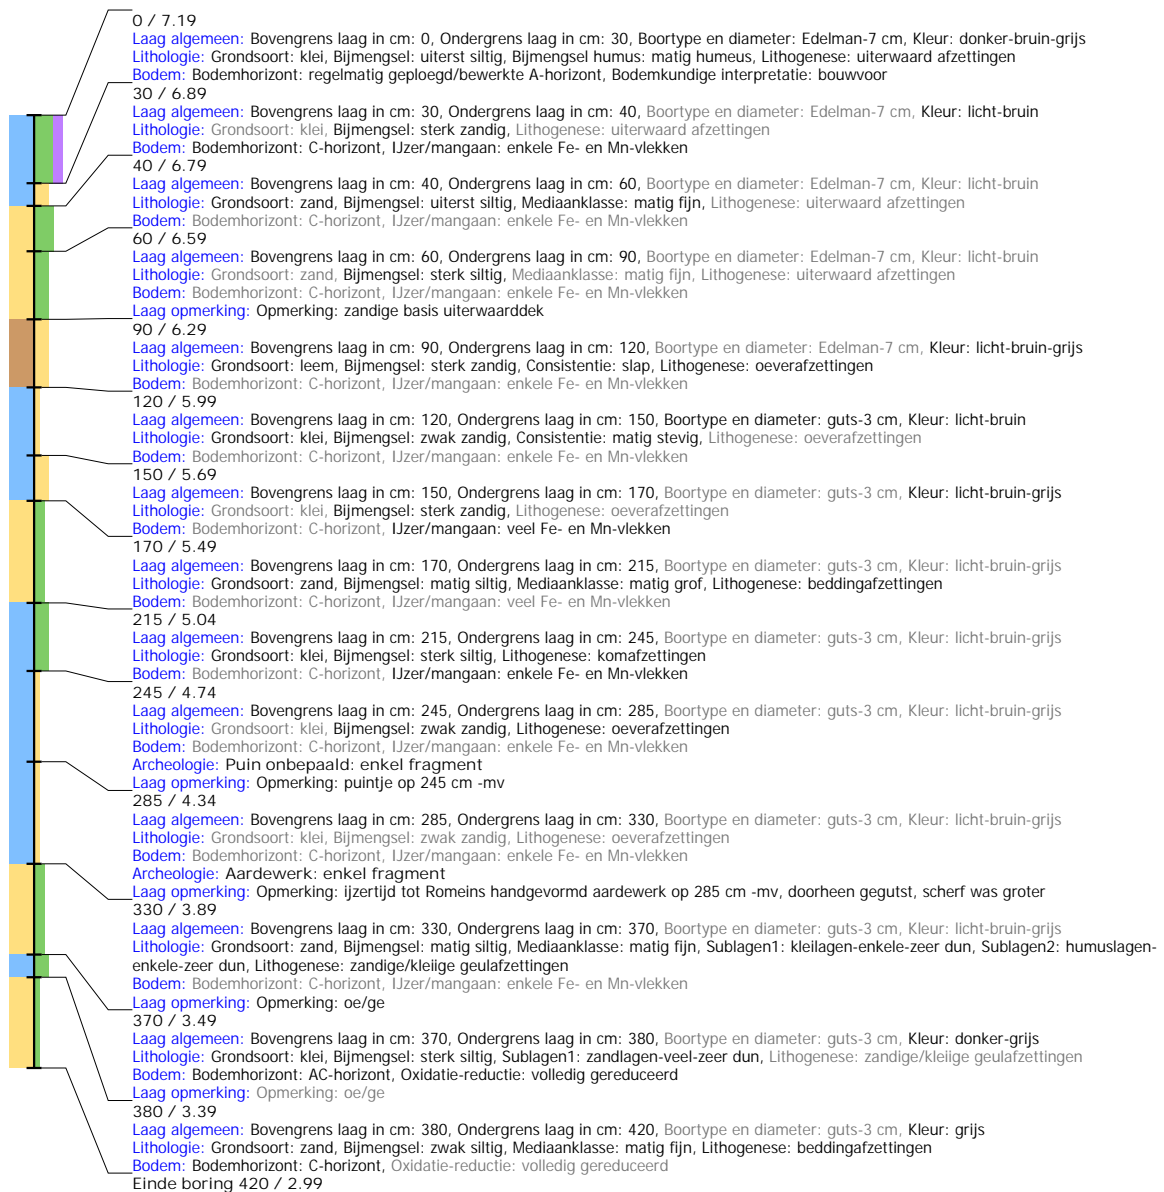 0 / 7.19
Laag algemeen: Bovengrens laag in cm: 0, Ondergrens laag in cm: 30, Boortype en diameter: Edelman-7 cm, Kleur: donker-bruin-grijs
Lithologie: Grondsoort: klei, Bijmengsel: uiterst siltig, Bijmengsel humus: matig humeus, Lithogenese: uiterwaard afzettingen
Bodem: Bodemhorizont: regelmatig geploegd/bewerkte A-horizont, Bodemkundige interpretatie: bouwvoor
30 / 6.89
Laag algemeen: Bovengrens laag in cm: 30, Ondergrens laag in cm: 40, Boortype en diameter: Edelman-7 cm, Kleur: licht-bruin
Lithologie: Grondsoort: klei, Bijmengsel: sterk zandig, Lithogenese: uiterwaard afzettingen
Bodem: Bodemhorizont: C-horizont, IJzer/mangaan: enkele Fe- en Mn-vlekken
40 / 6.79
Laag algemeen: Bovengrens laag in cm: 40, Ondergrens laag in cm: 60, Boortype en diameter: Edelman-7 cm, Kleur: licht-bruin
Lithologie: Grondsoort: zand, Bijmengsel: uiterst siltig, Mediaanklasse: matig fijn, Lithogenese: uiterwaard afzettingen
Bodem: Bodemhorizont: C-horizont, IJzer/mangaan: enkele Fe- en Mn-vlekken
60 / 6.59
Laag algemeen: Bovengrens laag in cm: 60, Ondergrens laag in cm: 90, Boortype en diameter: Edelman-7 cm, Kleur: licht-bruin
Lithologie: Grondsoort: zand, Bijmengsel: sterk siltig, Mediaanklasse: matig fijn, Lithogenese: uiterwaard afzettingen
Bodem: Bodemhorizont: C-horizont, IJzer/mangaan: enkele Fe- en Mn-vlekken
Laag opmerking: Opmerking: zandige basis uiterwaarddek
90 / 6.29
Laag algemeen: Bovengrens laag in cm: 90, Ondergrens laag in cm: 120, Boortype en diameter: Edelman-7 cm, Kleur: licht-bruin-grijs
Lithologie: Grondsoort: leem, Bijmengsel: sterk zandig, Consistentie: slap, Lithogenese: oeverafzettingen
Bodem: Bodemhorizont: C-horizont, IJzer/mangaan: enkele Fe- en Mn-vlekken
120 / 5.99
Laag algemeen: Bovengrens laag in cm: 120, Ondergrens laag in cm: 150, Boortype en diameter: guts-3 cm, Kleur: licht-bruin
Lithologie: Grondsoort: klei, Bijmengsel: zwak zandig, Consistentie: matig stevig, Lithogenese: oeverafzettingen
Bodem: Bodemhorizont: C-horizont, IJzer/mangaan: enkele Fe- en Mn-vlekken
150 / 5.69
Laag algemeen: Bovengrens laag in cm: 150, Ondergrens laag in cm: 170, Boortype en diameter: guts-3 cm, Kleur: licht-bruin-grijs
Lithologie: Grondsoort: klei, Bijmengsel: sterk zandig, Lithogenese: oeverafzettingen
Bodem: Bodemhorizont: C-horizont, IJzer/mangaan: veel Fe- en Mn-vlekken
170 / 5.49
Laag algemeen: Bovengrens laag in cm: 170, Ondergrens laag in cm: 215, Boortype en diameter: guts-3 cm, Kleur: licht-bruin-grijs
Lithologie: Grondsoort: zand, Bijmengsel: matig siltig, Mediaanklasse: matig grof, Lithogenese: beddingafzettingen
Bodem: Bodemhorizont: C-horizont, IJzer/mangaan: veel Fe- en Mn-vlekken
215 / 5.04
Laag algemeen: Bovengrens laag in cm: 215, Ondergrens laag in cm: 245, Boortype en diameter: guts-3 cm, Kleur: licht-bruin-grijs
Lithologie: Grondsoort: klei, Bijmengsel: sterk siltig, Lithogenese: komafzettingen
Bodem: Bodemhorizont: C-horizont, IJzer/mangaan: enkele Fe- en Mn-vlekken
245 / 4.74
Laag algemeen: Bovengrens laag in cm: 245, Ondergrens laag in cm: 285, Boortype en diameter: guts-3 cm, Kleur: licht-bruin-grijs
Lithologie: Grondsoort: klei, Bijmengsel: zwak zandig, Lithogenese: oeverafzettingen
Bodem: Bodemhorizont: C-horizont, IJzer/mangaan: enkele Fe- en Mn-vlekken
Archeologie: Puin onbepaald: enkel fragment
Laag opmerking: Opmerking: puintje op 245 cm -mv
285 / 4.34
Laag algemeen: Bovengrens laag in cm: 285, Ondergrens laag in cm: 330, Boortype en diameter: guts-3 cm, Kleur: licht-bruin-grijs
Lithologie: Grondsoort: klei, Bijmengsel: zwak zandig, Lithogenese: oeverafzettingen
Bodem: Bodemhorizont: C-horizont, IJzer/mangaan: enkele Fe- en Mn-vlekken
Archeologie: Aardewerk: enkel fragment
Laag opmerking: Opmerking: ijzertijd tot Romeins handgevormd aardewerk op 285 cm -mv, doorheen gegutst, scherf was groter
330 / 3.89
Laag algemeen: Bovengrens laag in cm: 330, Ondergrens laag in cm: 370, Boortype en diameter: guts-3 cm, Kleur: licht-bruin-grijs
Lithologie: Grondsoort: zand, Bijmengsel: matig siltig, Mediaanklasse: matig fijn, Sublagen1: kleilagen-enkele-zeer dun, Sublagen2: humuslagen-
enkele-zeer dun, Lithogenese: zandige/kleiige geulafzettingen
Bodem: Bodemhorizont: C-horizont, IJzer/mangaan: enkele Fe- en Mn-vlekken
Laag opmerking: Opmerking: oe/ge
370 / 3.49
Laag algemeen: Bovengrens laag in cm: 370, Ondergrens laag in cm: 380, Boortype en diameter: guts-3 cm, Kleur: donker-grijs
Lithologie: Grondsoort: klei, Bijmengsel: sterk siltig, Sublagen1: zandlagen-veel-zeer dun, Lithogenese: zandige/kleiige geulafzettingen
Bodem: Bodemhorizont: AC-horizont, Oxidatie-reductie: volledig gereduceerd
Laag opmerking: Opmerking: oe/ge
380 / 3.39
Laag algemeen: Bovengrens laag in cm: 380, Ondergrens laag in cm: 420, Boortype en diameter: guts-3 cm, Kleur: grijs
Lithologie: Grondsoort: zand, Bijmengsel: zwak siltig, Mediaanklasse: matig fijn, Lithogenese: beddingafzettingen
Bodem: Bodemhorizont: C-horizont, Oxidatie-reductie: volledig gereduceerd
Einde boring 420 / 2.99